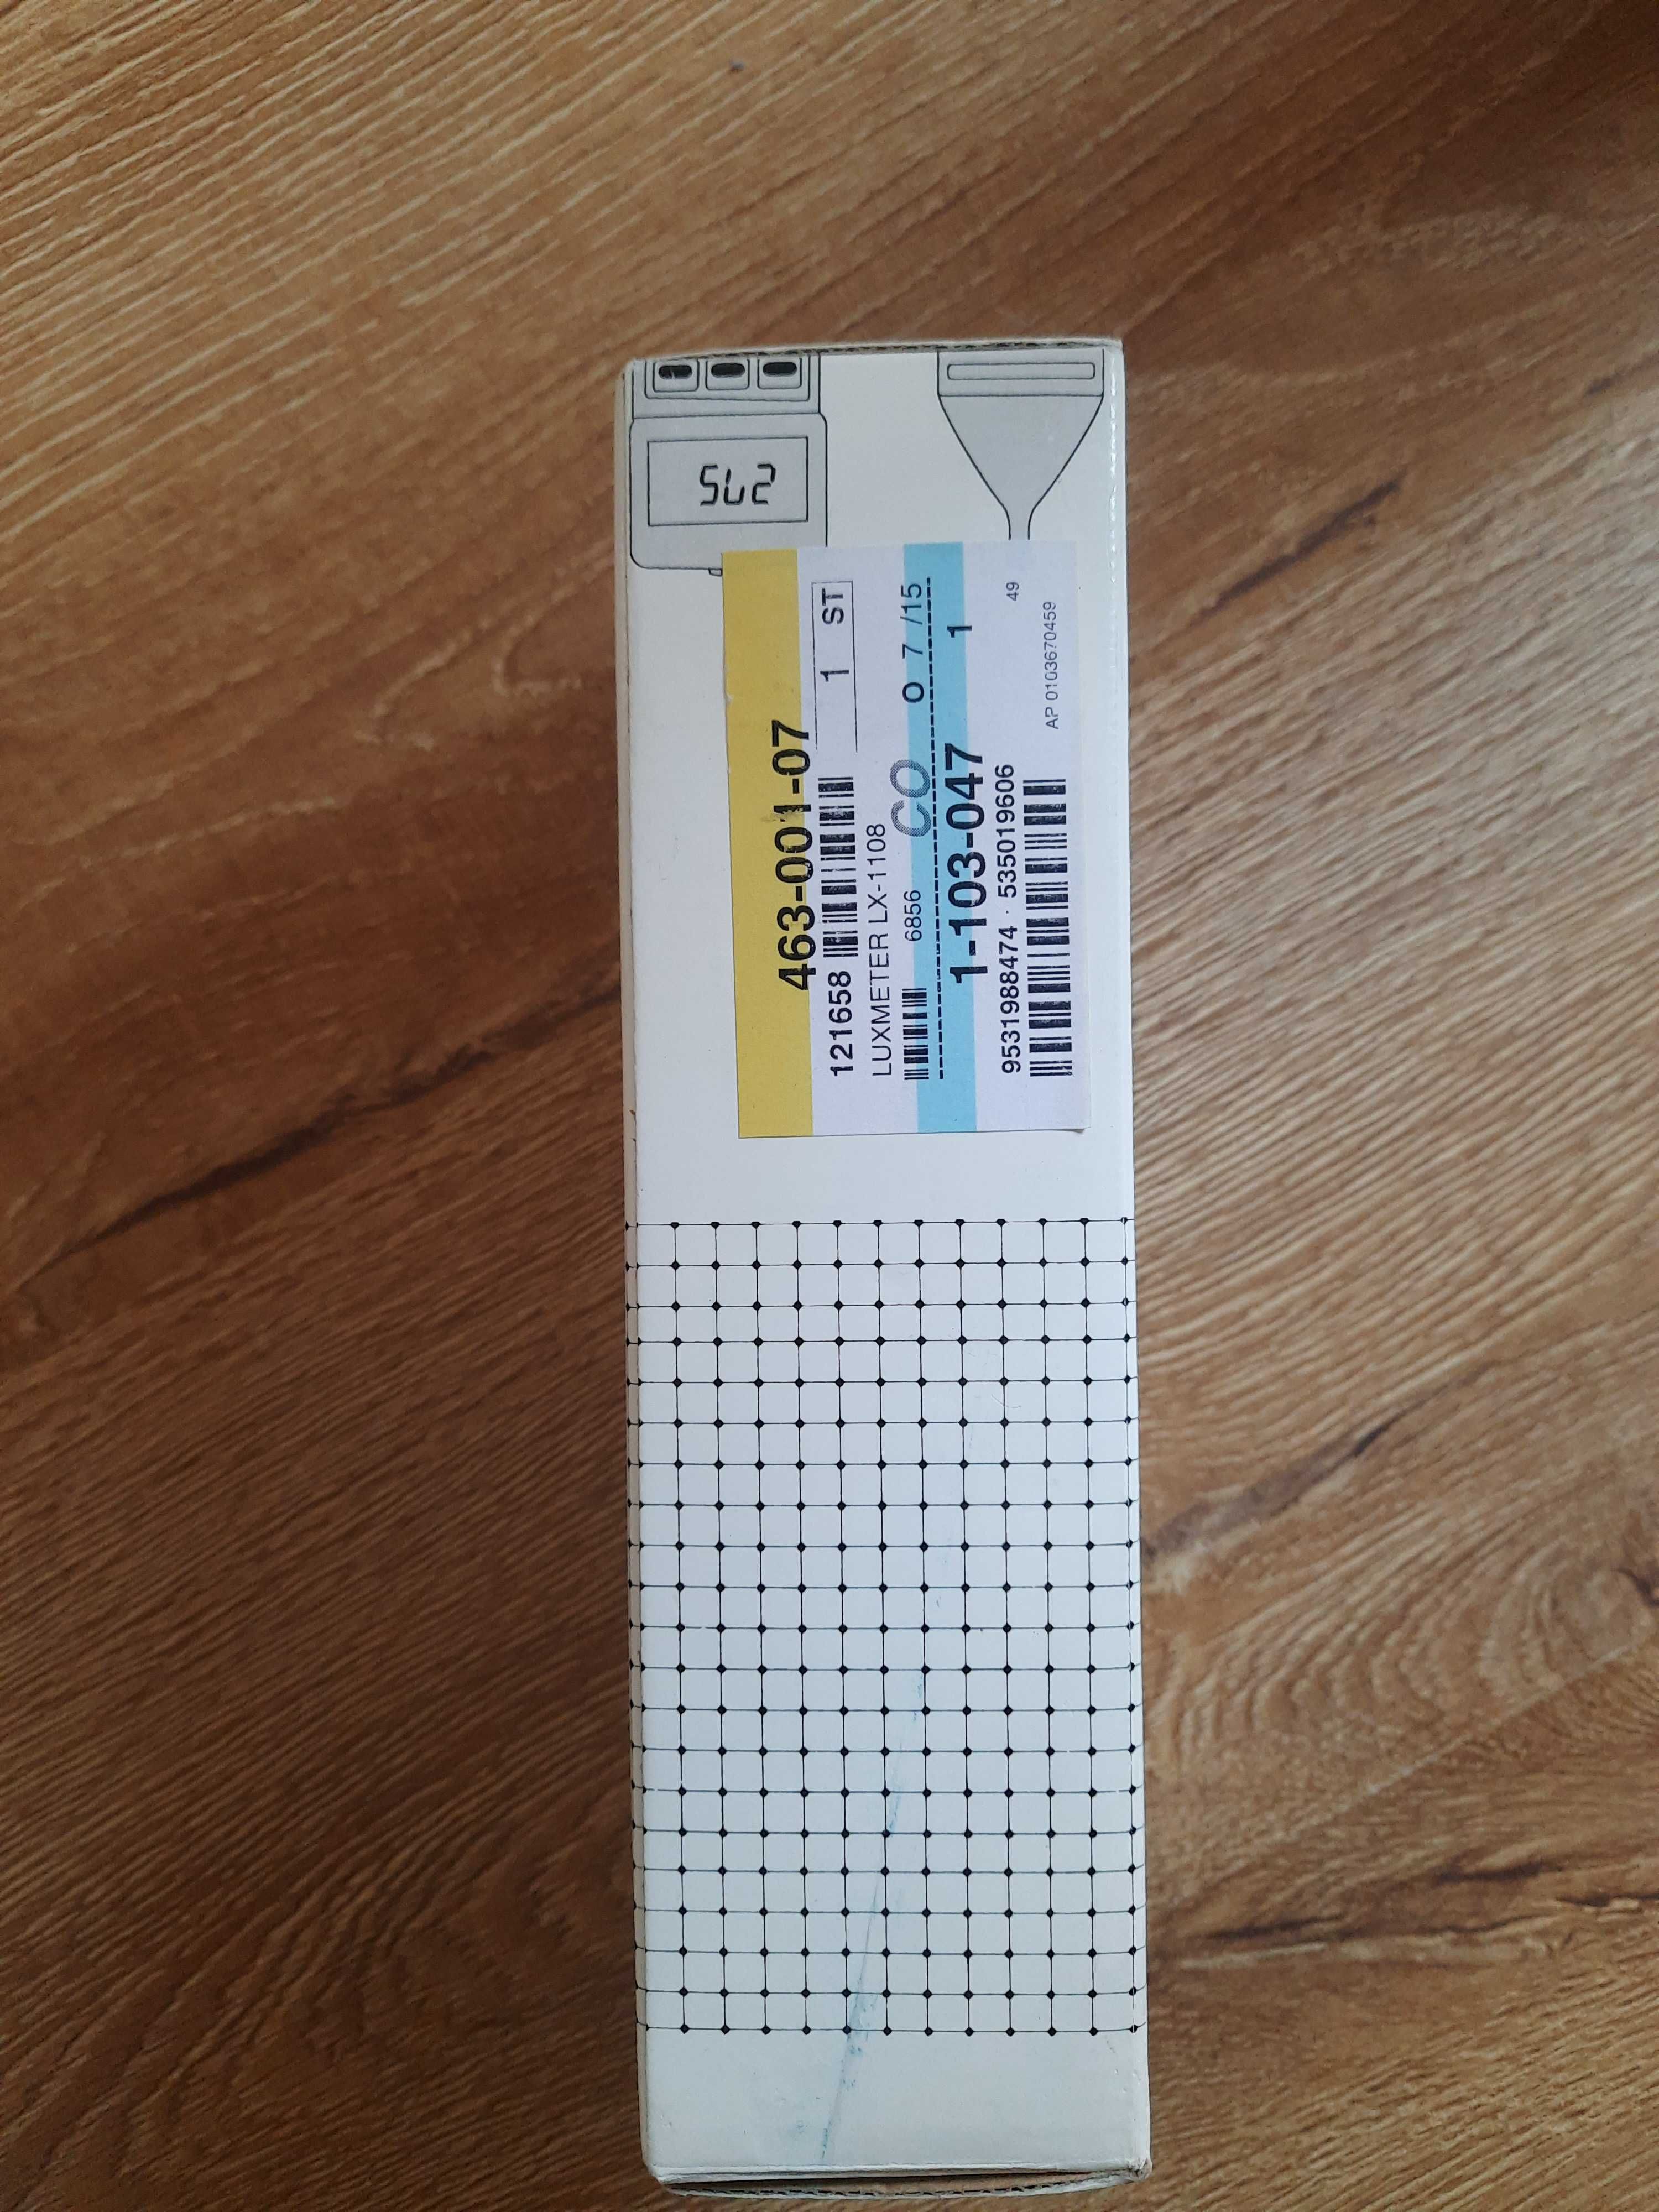 275
463-001-07
121658
1 ST
LUXMETER LX-1108
6856
CO
O 7 /15
1-103-047
1
9531988474 · 535019606
49
AP 0103670459